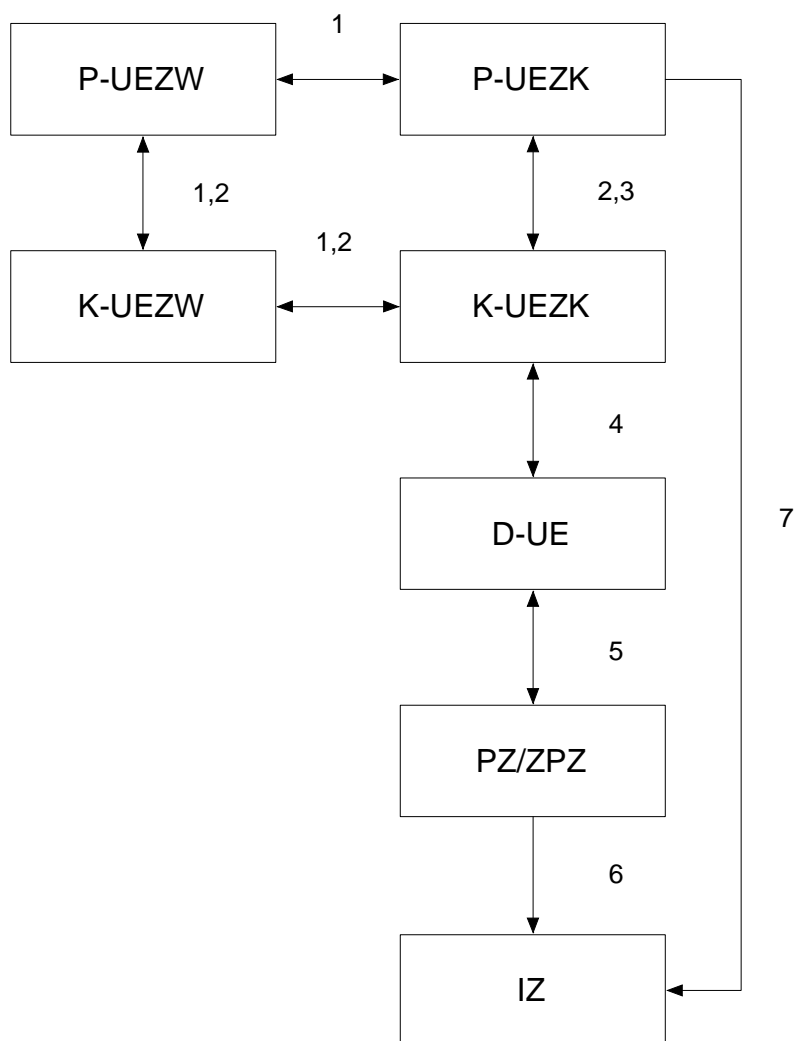 1
P-UEZW
P-UEZK
1,2
2,3
1,2
K-UEZW
K-UEZK
4
7
D-UE
5
PZ/ZPZ
6
IZ